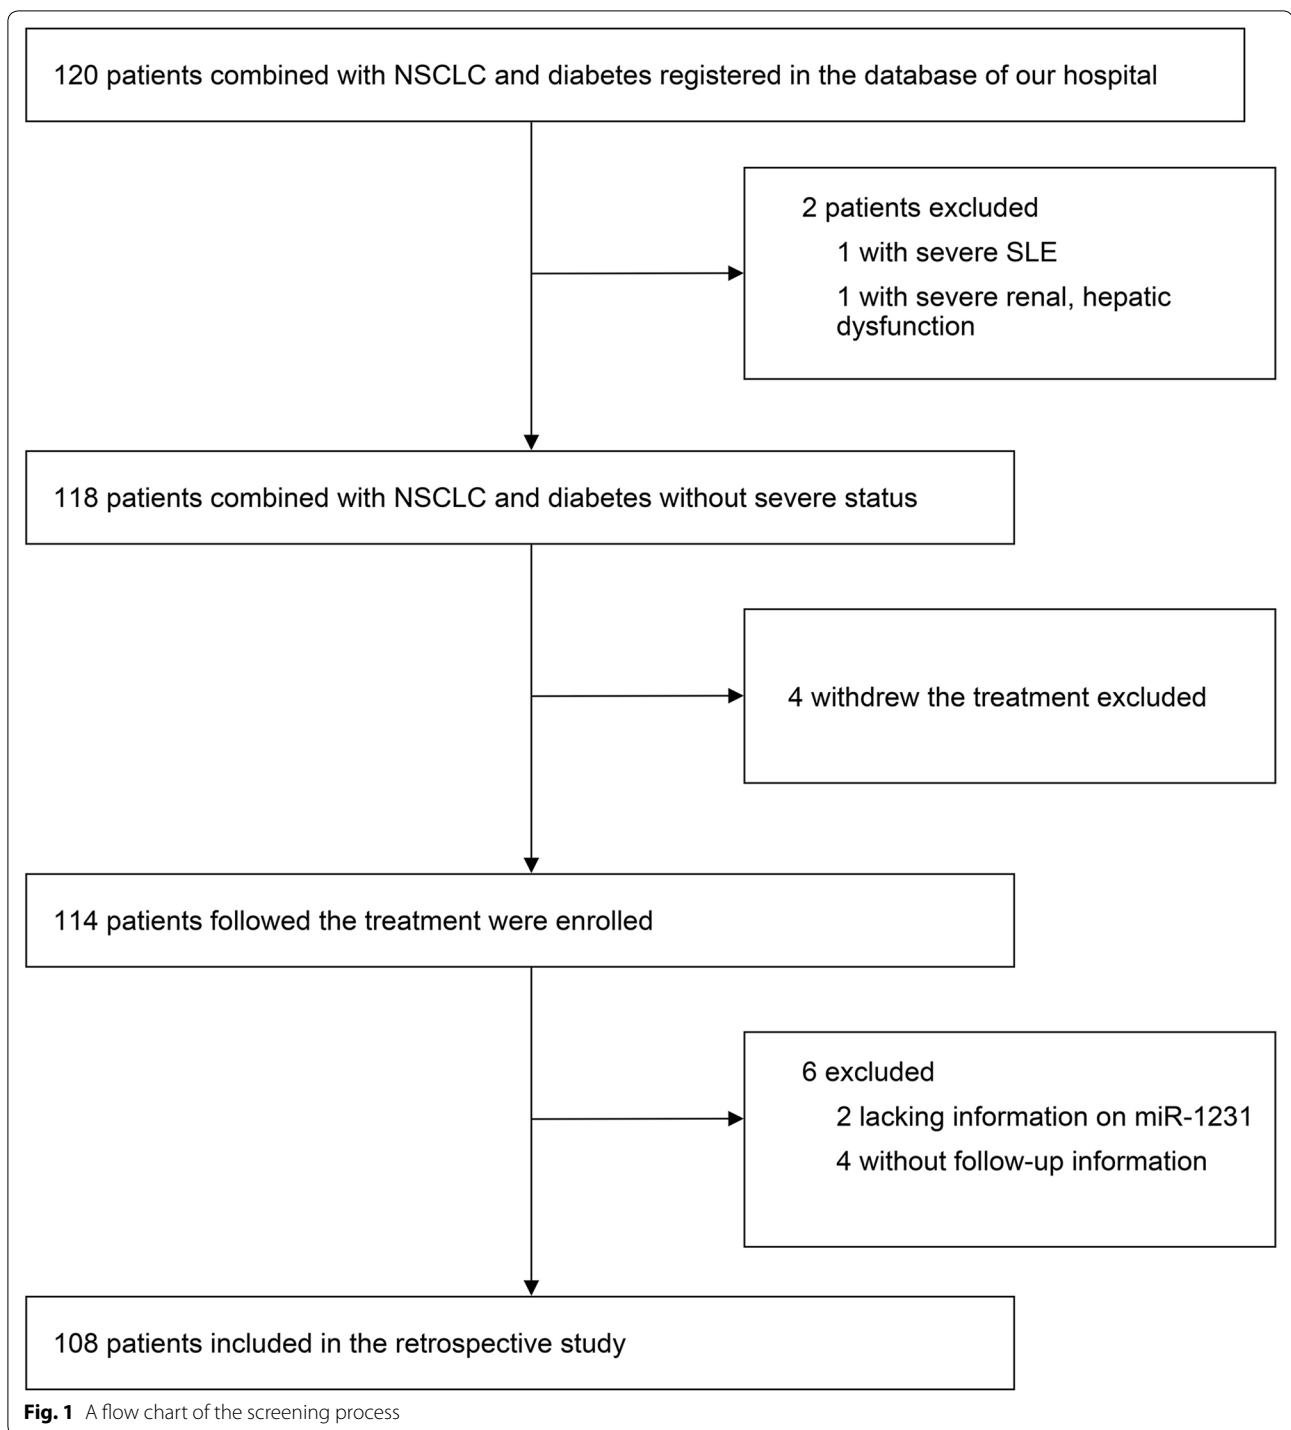 120 patients combined with NSCLC and diabetes registered in the database of our hospital
2 patients excluded
1 with severe SLE
1 with severe renal, hepatic
dysfunction
118 patients combined with NSCLC and diabetes without severe status
4 withdrew the treatment excluded
114 patients followed the treatment were enrolled
6 excluded
2 lacking information on miR-1231
4 without follow-up information
108 patients included in the retrospective study
Fig. 1 A flow chart of the screening process